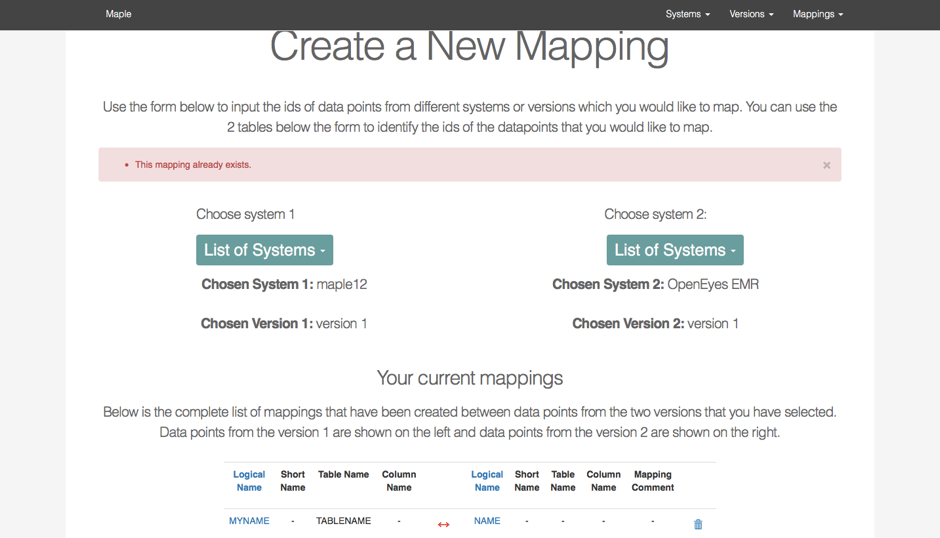 Maple Systems Versions Mappings
Create a New Mapping
Use the form below to input the ids of data points from different systems or versions which you would like to map. You can use the
2 tables below the form to identify the ids of the datapoints that you would like to map.
• This mapping already exists. ×
Choose system 1
List of Systems
Chosen System 1: maple12
Chosen Version 1: version 1
Choose system 2:
List of Systems
Chosen System 2: OpenEyes EMR
Chosen Version 2: version 1
Your current mappings
Below is the complete list of mappings that have been created between data points from the two versions that you have selected.
Data points from the version 1 are shown on the left and data points from the version 2 are shown on the right.
Logical Short Table Name Column Logical Short Table Column Mapping
Name Name Name Name Name Name Name Comment
MYNAME - TABLENAME - ↔ NAME - - - -